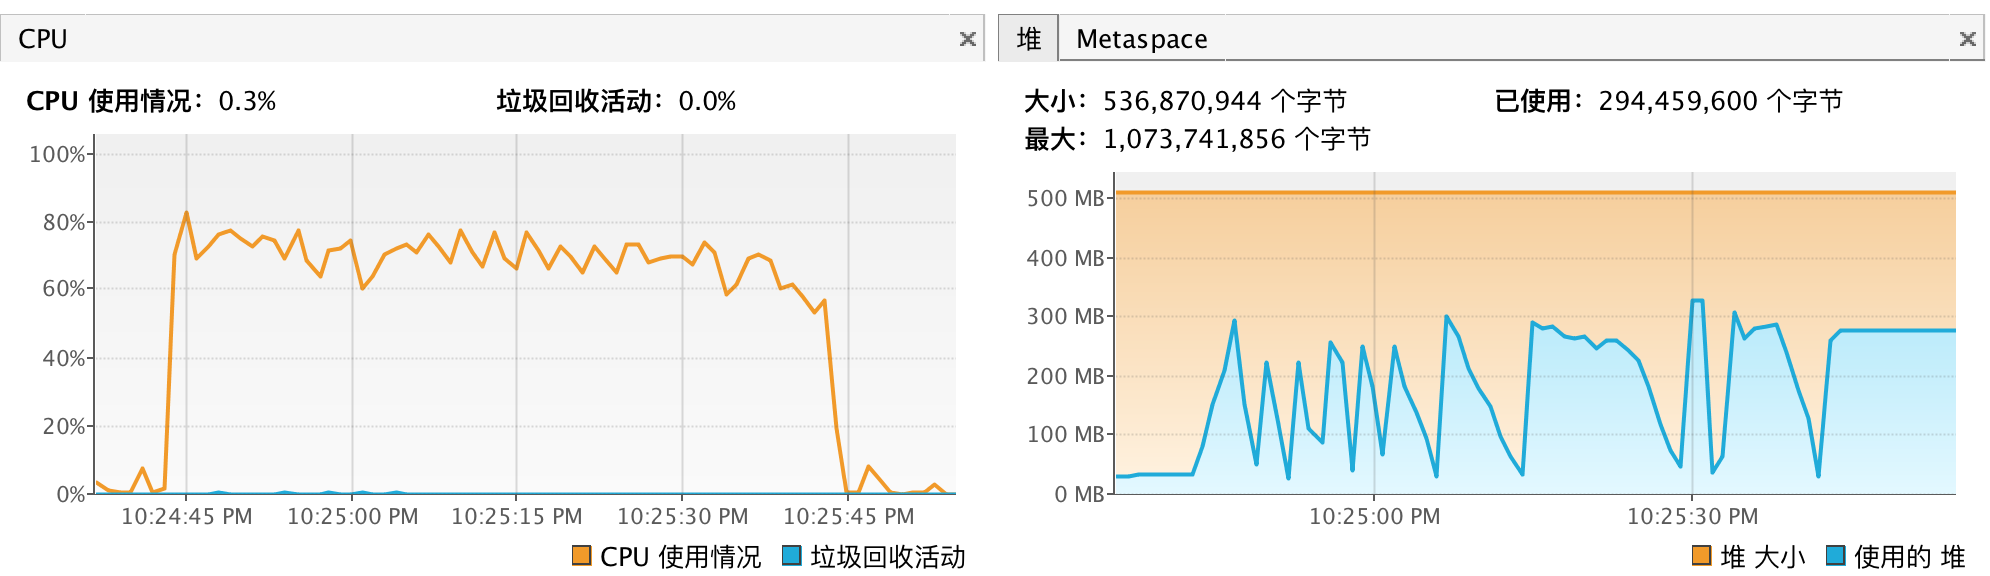 CPU
CPU 使用情况: 0.3% 垃圾回收活动: 0.0%
100%
80%
60%
40%
20%
0%
10:24:45 PM 10:25:00 PM 10:25:15 PM 10:25:30 PM 10:25:45 PM
CPU 使用情况 垃圾回收活动
堆 Metaspace
大小: 536,870,944 个字节 已使用: 294,459,600 个字节
最大: 1,073,741,856 个字节
500 MB
400 MB
300 MB
200 MB
100 MB
0 MB
10:25:00 PM 10:25:30 PM
堆 大小 使用的 堆